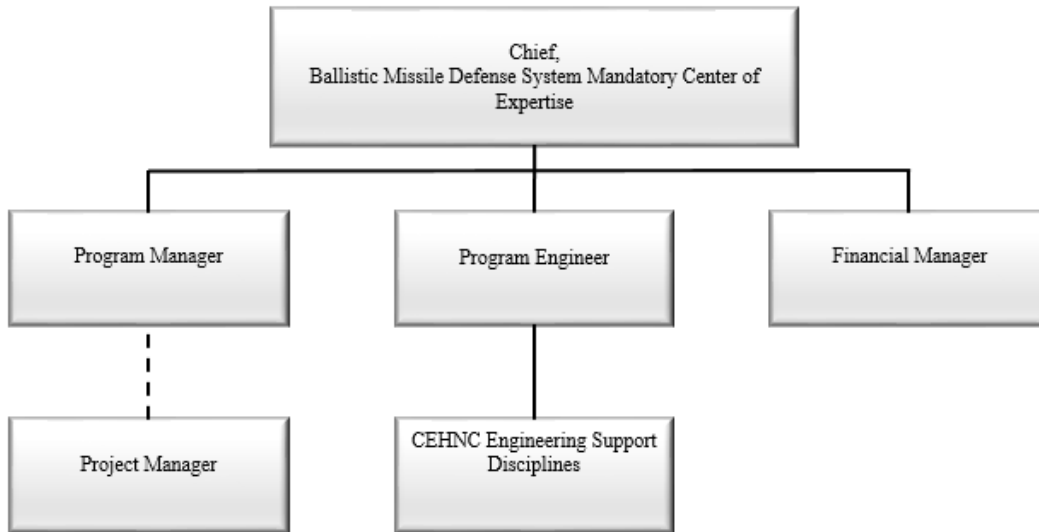 Chief,
Ballistic Missile Defense System Mandatory Center of
Expertise
Program Manager
Program Engineer
Financial Manager
Project Manager
CEHNC Engineering Support
Disciplines